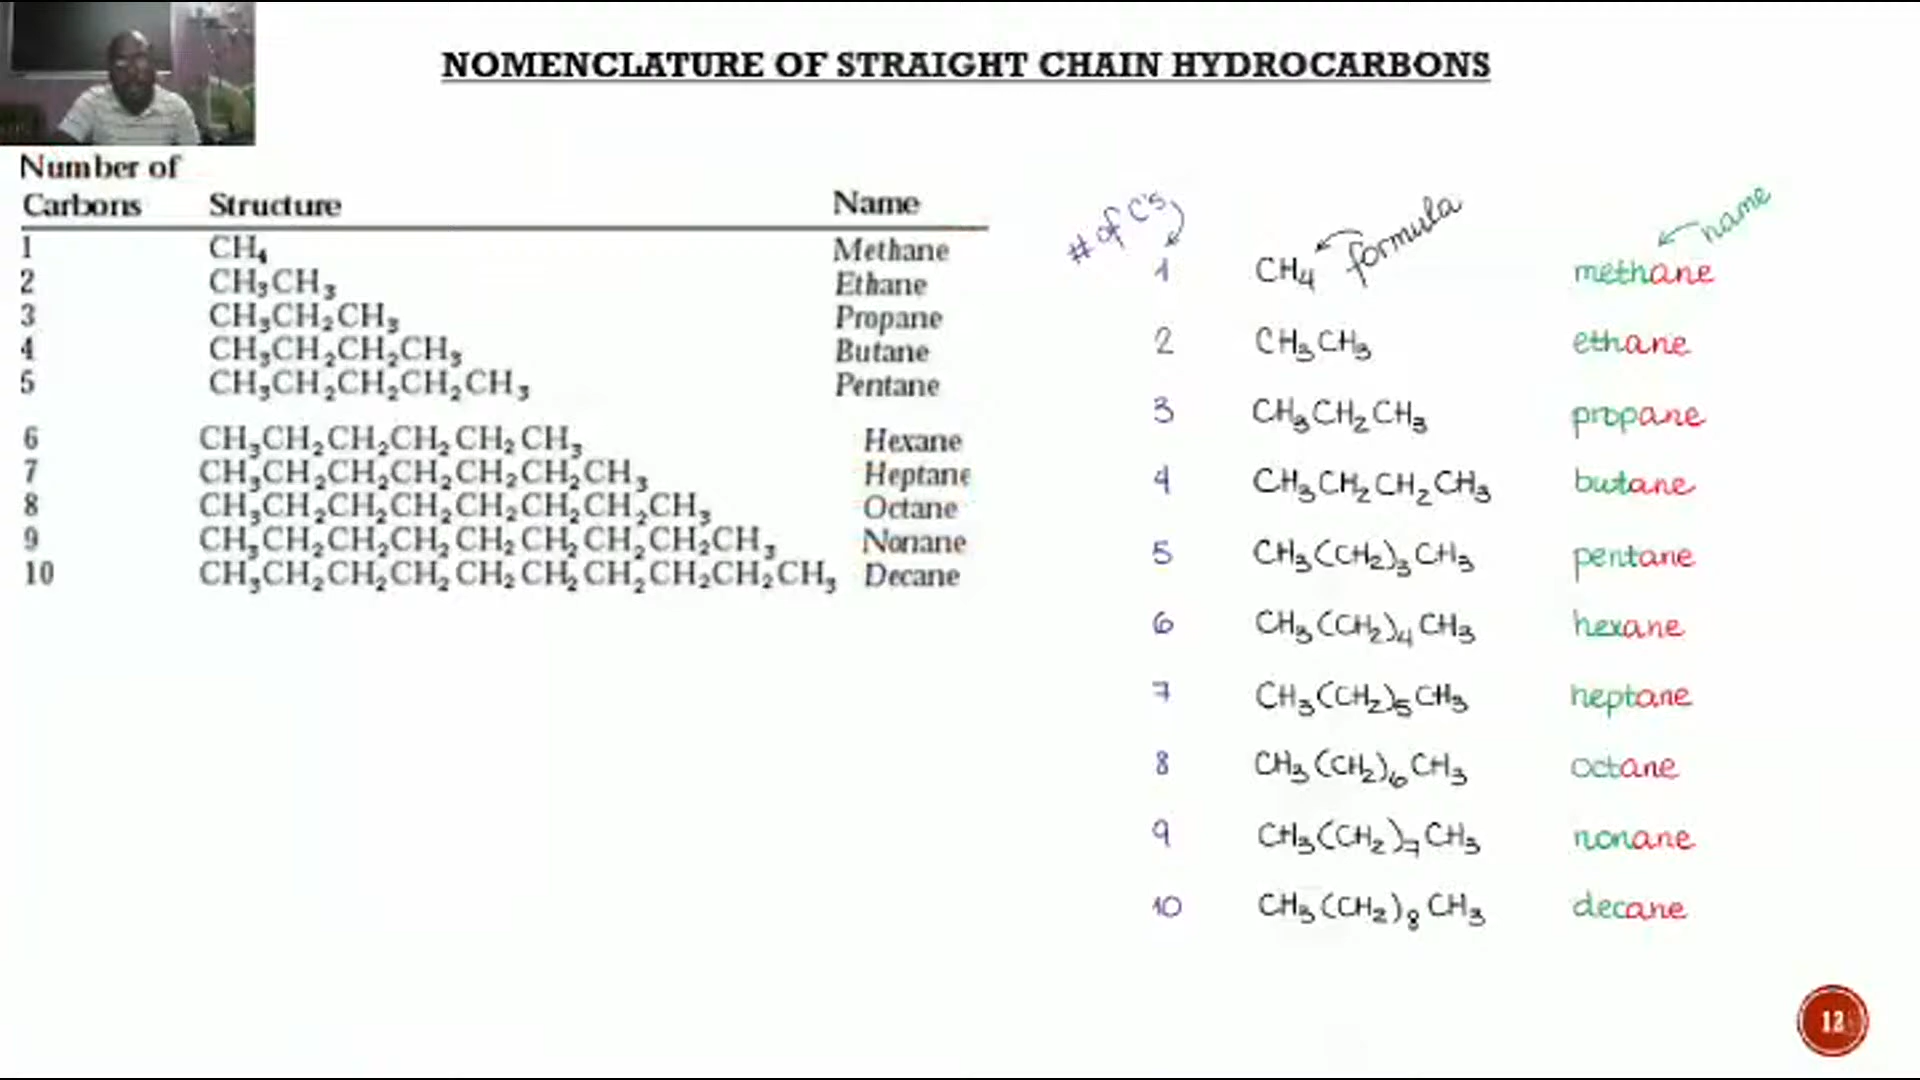 NOMENCLATURE OF STRAIGHT CHAIN HYDROCARBONS
Number of
Carbons Structure Name
1 CH₄ Methane
2 CH₃CH₃ Ethane
3 CH₃CH₂CH₃ Propane
4 CH₃CH₂CH₂CH₃ Butane
5 CH₃CH₂CH₂CH₂CH₃ Pentane
6 CH₃CH₂CH₂CH₂CH₂CH₃ Hexane
7 CH₃CH₂CH₂CH₂CH₂CH₂CH₃ Heptane
8 CH₃CH₂CH₂CH₂CH₂CH₂CH₂CH₃ Octane
9 CH₃CH₂CH₂CH₂CH₂CH₂CH₂CH₂CH₃ Nonane
10 CH₃CH₂CH₂CH₂CH₂CH₂CH₂CH₂CH₂CH₃ Decane
# of C's formula name
1 CH₄ methane
2 CH₃CH₃ ethane
3 CH₃CH₂CH₃ propane
4 CH₃CH₂CH₂CH₃ butane
5 CH₃(CH₂)₃CH₃ pentane
6 CH₃(CH₂)₄CH₃ hexane
7 CH₃(CH₂)₅CH₃ heptane
8 CH₃(CH₂)₆CH₃ octane
9 CH₃(CH₂)₇CH₃ nonane
10 CH₃(CH₂)₈CH₃ decane
12